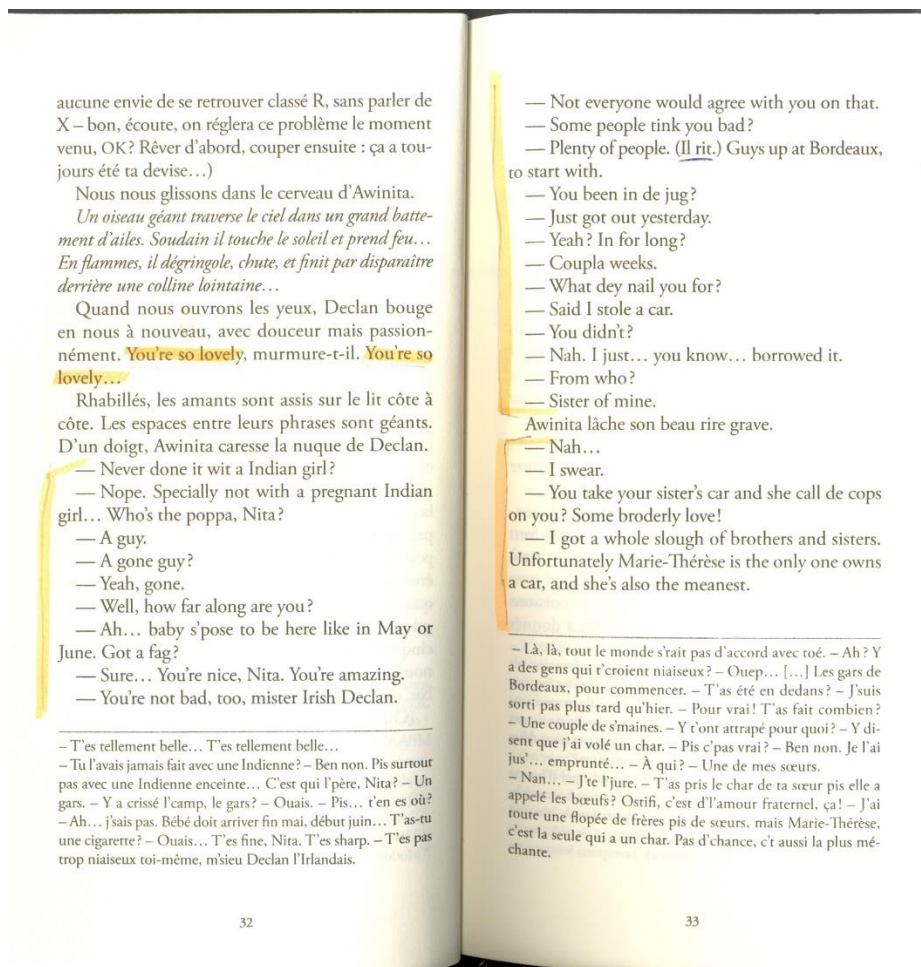 aucune envie de se retrouver classé R, sans parler de
X – bon, écoute, on réglera ce problème le moment
venu, OK ? Rêver d'abord, couper ensuite : ça a tou-
jours été ta devise…)
Nous nous glissons dans le cerveau d'Awinita.
Un oiseau géant traverse le ciel dans un grand batte-
ment d'ailes. Soudain il touche le soleil et prend feu…
En flammes, il dégringole, chute, et finit par disparaître
derrière une colline lointaine…
Quand nous ouvrons les yeux, Declan bouge
en nous à nouveau, avec douceur mais passion-
nément. You're so lovely, murmure-t-il. You're so
lovely…
Rhabillés, les amants sont assis sur le lit côte à
côte. Les espaces entre leurs phrases sont géants.
D'un doigt, Awinita caresse la nuque de Declan.
— Never done it wit a Indian girl ?
— Nope. Specially not with a pregnant Indian
girl… Who's the poppa, Nita ?
— A guy.
— A gone guy ?
— Yeah, gone.
— Well, how far along are you ?
— Ah… baby s'pose to be here like in May or
June. Got a fag ?
— Sure… You're nice, Nita. You're amazing.
— You're not bad, too, mister Irish Declan.
– T'es tellement belle… T'es tellement belle…
– Tu l'avais jamais fait avec une Indienne ? – Ben non. Pis surtout
pas avec une Indienne enceinte… C'est qui l'père, Nita ? – Un
gars. – Y a crissé l'camp, le gars ? – Ouais. – Pis… t'en es où ?
– Ah… j'sais pas. Bébé doit arriver fin mai, début juin… T'as-tu
une cigarette ? – Ouais… T'es fine, Nita. T'es sharp. – T'es pas
trop niaiseux toi-même, m'sieu Declan l'Irlandais.
32
— Not everyone would agree with you on that.
— Some people tink you bad ?
— Plenty of people. (Il rit.) Guys up at Bordeaux,
to start with.
— You been in de jug ?
— Just got out yesterday.
— Yeah ? In for long ?
— Coupla weeks.
— What dey nail you for ?
— Said I stole a car.
— You didn't ?
— Nah. I just… you know… borrowed it.
— From who ?
— Sister of mine.
Awinita lâche son beau rire grave.
— Nah…
— I swear.
— You take your sister's car and she call de cops
on you ? Some broderly love !
— I got a whole slough of brothers and sisters.
Unfortunately Marie-Thérèse is the only one owns
a car, and she's also the meanest.
– Là, là, tout le monde s'rait pas d'accord avec toé. – Ah ? Y
a des gens qui t'croient niaiseux ? – Ouep… […] Les gars de
Bordeaux, pour commencer. – T'as été en dedans ? – J'suis
sorti pas plus tard qu'hier. – Pour vrai ! T'as fait combien ?
– Une couple de s'maines. – Y t'ont attrapé pour quoi ? – Y di-
sent que j'ai volé un char. – Pis c'pas vrai ? – Ben non. Je l'ai
jus'… emprunté… – À qui ? – Une de mes sœurs.
– Nan… – J'te l'jure. – T'as pris le char de ta sœur pis elle a
appelé les bœufs ? Ostifi, c'est d'l'amour fraternel, ça ! – J'ai
toute une flopée de frères pis de sœurs, mais Marie-Thérèse,
c'est la seule qui a un char. Pas d'chance, c't aussi la plus mé-
chante.
33